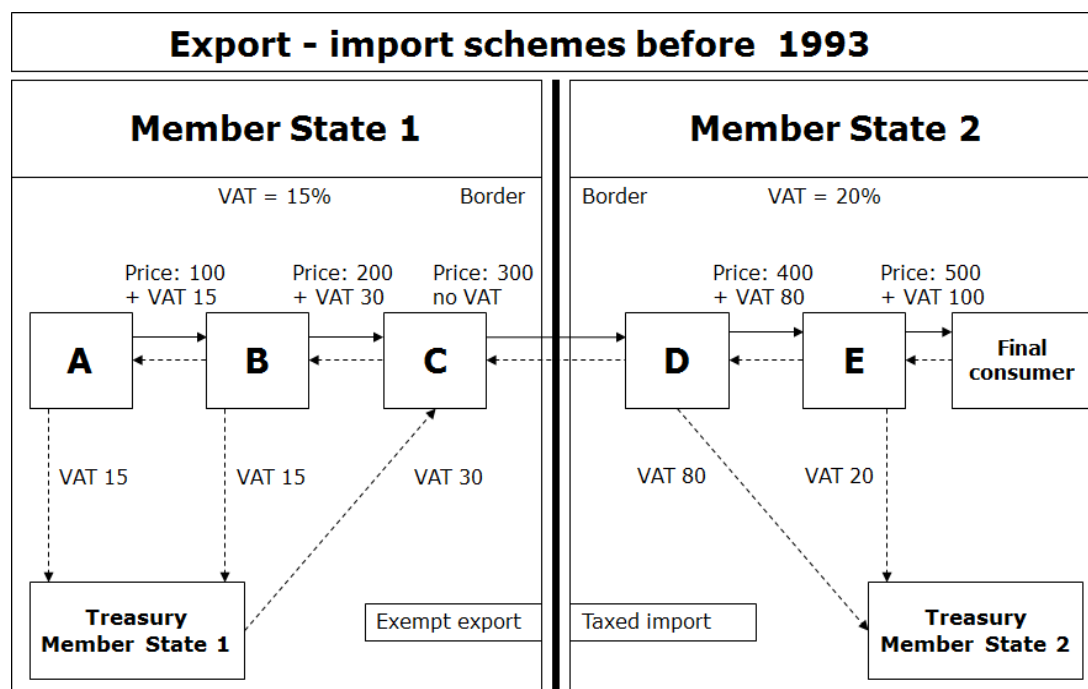 Export - import schemes before 1993
Member State 1
Member State 2
VAT = 15%
Border
Border
VAT = 20%
Price: 100
+ VAT 15
Price: 200
+ VAT 30
Price: 300
no VAT
Price: 400
+ VAT 80
Price: 500
+ VAT 100
A
B
C
D
E
Final
consumer
VAT 15
VAT 15
VAT 30
VAT 80
VAT 20
Treasury
Member State 1
Exempt export
Taxed import
Treasury
Member State 2